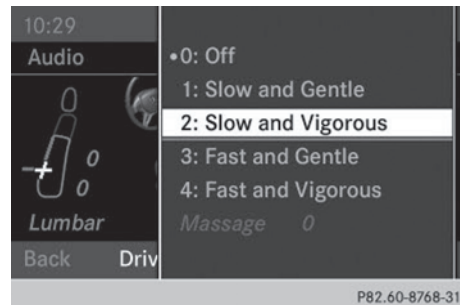 10:29
Audio
•0: Off
1: Slow and Gentle
2: Slow and Vigorous
3: Fast and Gentle
4: Fast and Vigorous
Massage 0
0
0
Lumbar
Back Driv
P82.60-8768-31